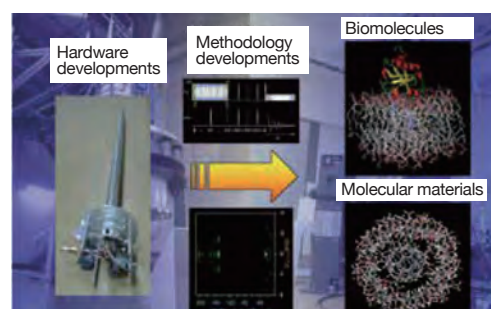 Hardware
developments
Methodology
developments
Biomolecules
Molecular materials